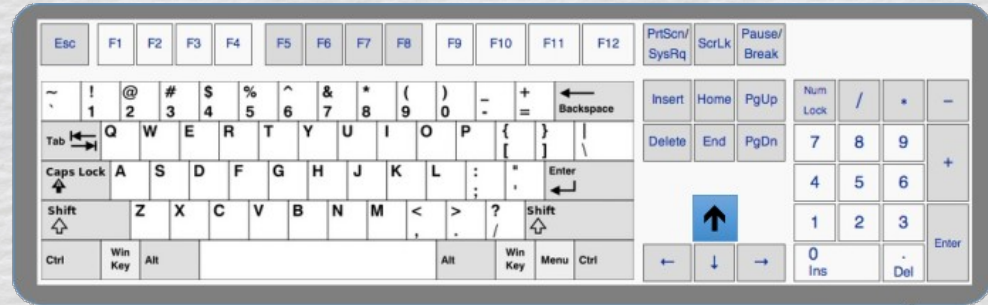 Esc F1 F2 F3 F4 F5 F6 F7 F8 F9 F10 F11 F12 PrtScn/ ScrLk Pause/
SysRq Break
~ ! @ # $ % ^ & * ( ) _ + ← Insert Home PgUp Num / * −
` 1 2 3 4 5 6 7 8 9 0 - = Backspace Lock
Tab Q W E R T Y U I O P { } | Delete End PgDn 7 8 9 +
[ ] \
Caps Lock A S D F G H J K L : " Enter 4 5 6
; '
Shift Z X C V B N M < > ? Shift ↑ 1 2 3 Enter
, . /
Ctrl Win Alt Alt Win Menu Ctrl ← ↓ → 0 .
Key Key Ins Del